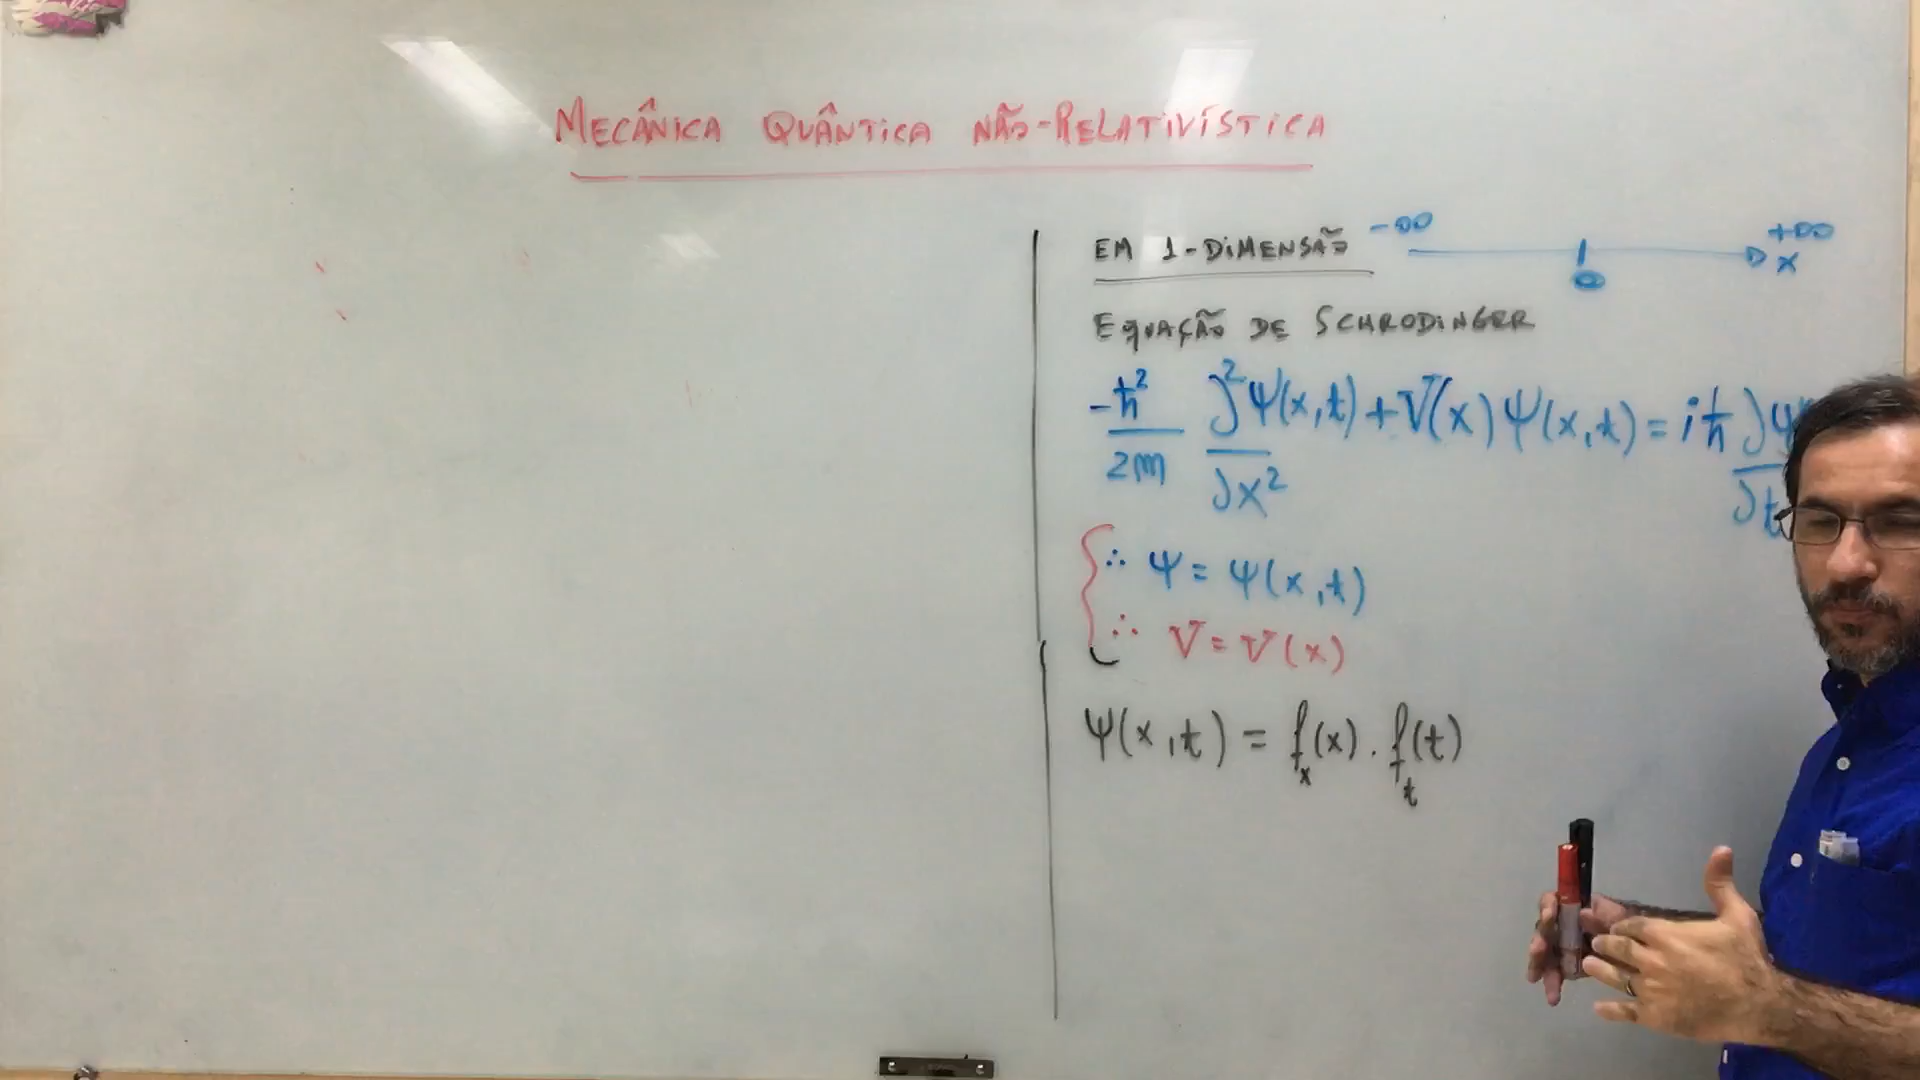 MECÂNICA QUÂNTICA NÃO-RELATIVÍSTICA
EM 1-DIMENSÃO
-∞ 0 +∞ x
EQUAÇÃO DE SCHRODINGER
-ħ²/2m ∂²Ψ(x,t)/∂x² + V(x)Ψ(x,t) = iħ ∂Ψ/∂t
∴ Ψ = Ψ(x,t)
∴ V = V(x)
Ψ(x,t) = fₓ(x) . fₜ(t)